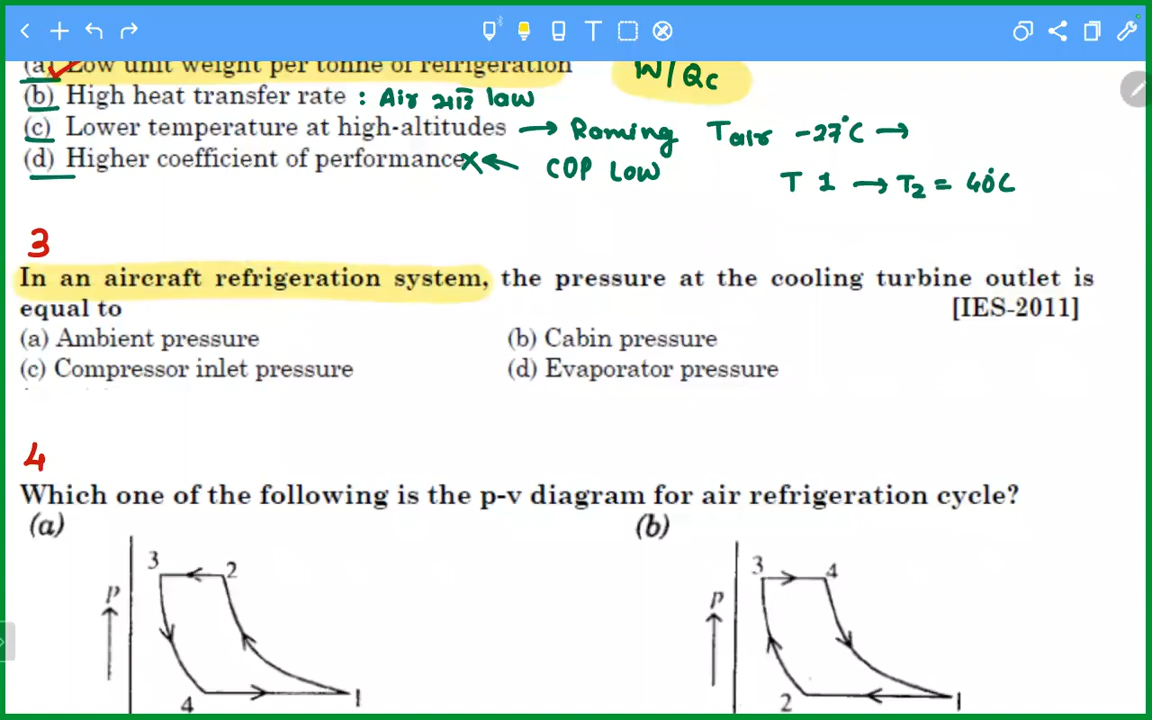 (a) Low unit weight per tonne of refrigeration W/Qc
(b) High heat transfer rate : Air law
(c) Lower temperature at high-altitudes → Roming Tair -27°C →
(d) Higher coefficient of performance × ← COP Low
T 1 → T2 = 40°C
3
In an aircraft refrigeration system, the pressure at the cooling turbine outlet is
equal to [IES-2011]
(a) Ambient pressure (b) Cabin pressure
(c) Compressor inlet pressure (d) Evaporator pressure
4
Which one of the following is the p-v diagram for air refrigeration cycle?
(a) (b)
3 2 3 4
p p
4 1 2 1